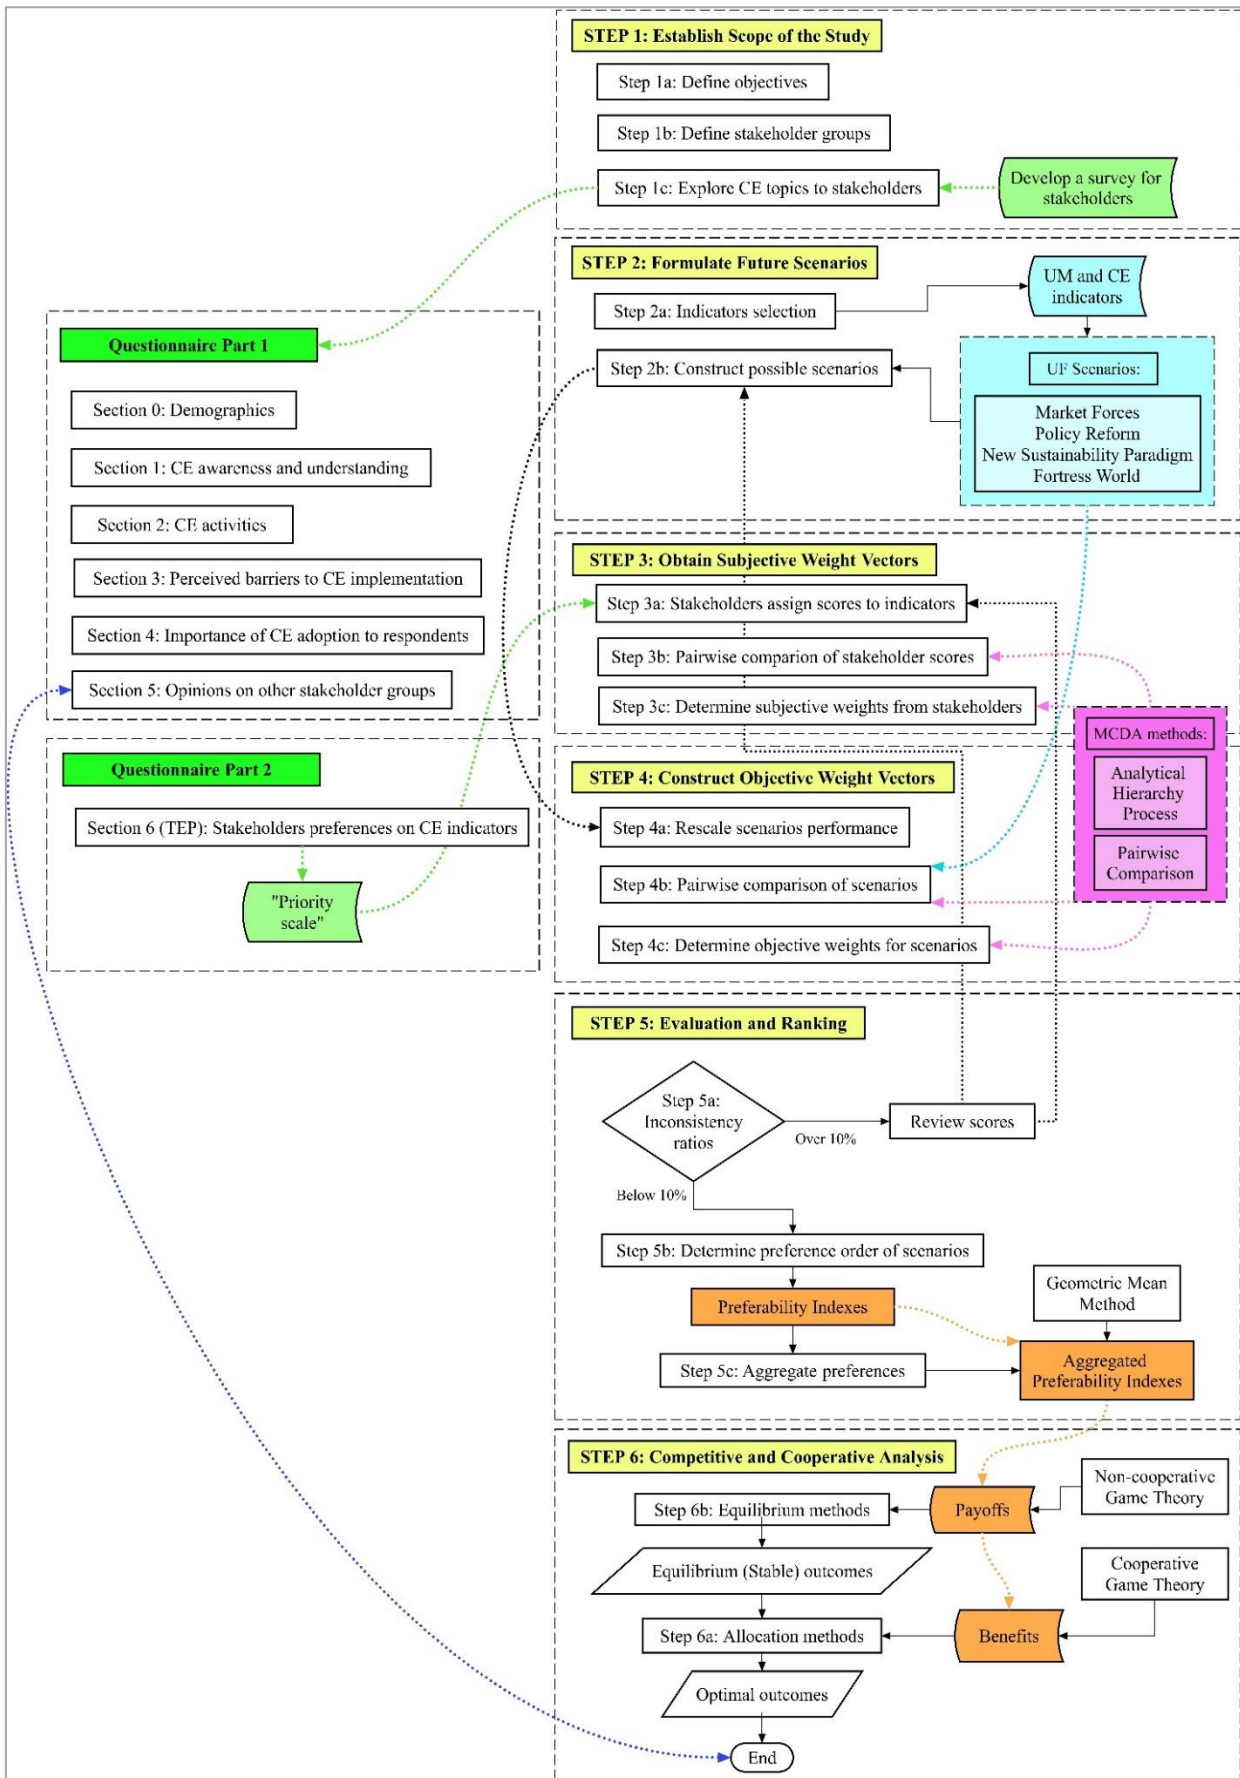 STEP 1: Establish Scope of the Study
Step 1a: Define objectives
Step 1b: Define stakeholder groups
Step 1c: Explore CE topics to stakeholders
Develop a survey for
stakeholders
STEP 2: Formulate Future Scenarios
Step 2a: Indicators selection
UM and CE
indicators
Step 2b: Construct possible scenarios
UF Scenarios:
Market Forces
Policy Reform
New Sustainability Paradigm
Fortress World
Questionnaire Part 1
Section 0: Demographics
Section 1: CE awareness and understanding
Section 2: CE activities
Section 3: Perceived barriers to CE implementation
Section 4: Importance of CE adoption to respondents
Section 5: Opinions on other stakeholder groups
Questionnaire Part 2
Section 6 (TEP): Stakeholders preferences on CE indicators
"Priority
scale"
STEP 3: Obtain Subjective Weight Vectors
Step 3a: Stakeholders assign scores to indicators
Step 3b: Pairwise comparion of stakeholder scores
Step 3c: Determine subjective weights from stakeholders
MCDA methods:
Analytical
Hierarchy
Process
Pairwise
Comparison
STEP 4: Construct Objective Weight Vectors
Step 4a: Rescale scenarios performance
Step 4b: Pairwise comparison of scenarios
Step 4c: Determine objective weights for scenarios
STEP 5: Evaluation and Ranking
Step 5a:
Inconsistency
ratios
Over 10%
Review scores
Below 10%
Step 5b: Determine preference order of scenarios
Preferability Indexes
Geometric Mean
Method
Step 5c: Aggregate preferences
Aggregated
Preferability Indexes
STEP 6: Competitive and Cooperative Analysis
Step 6b: Equilibrium methods
Payoffs
Non-cooperative
Game Theory
Equilibrium (Stable) outcomes
Cooperative
Game Theory
Step 6a: Allocation methods
Benefits
Optimal outcomes
End